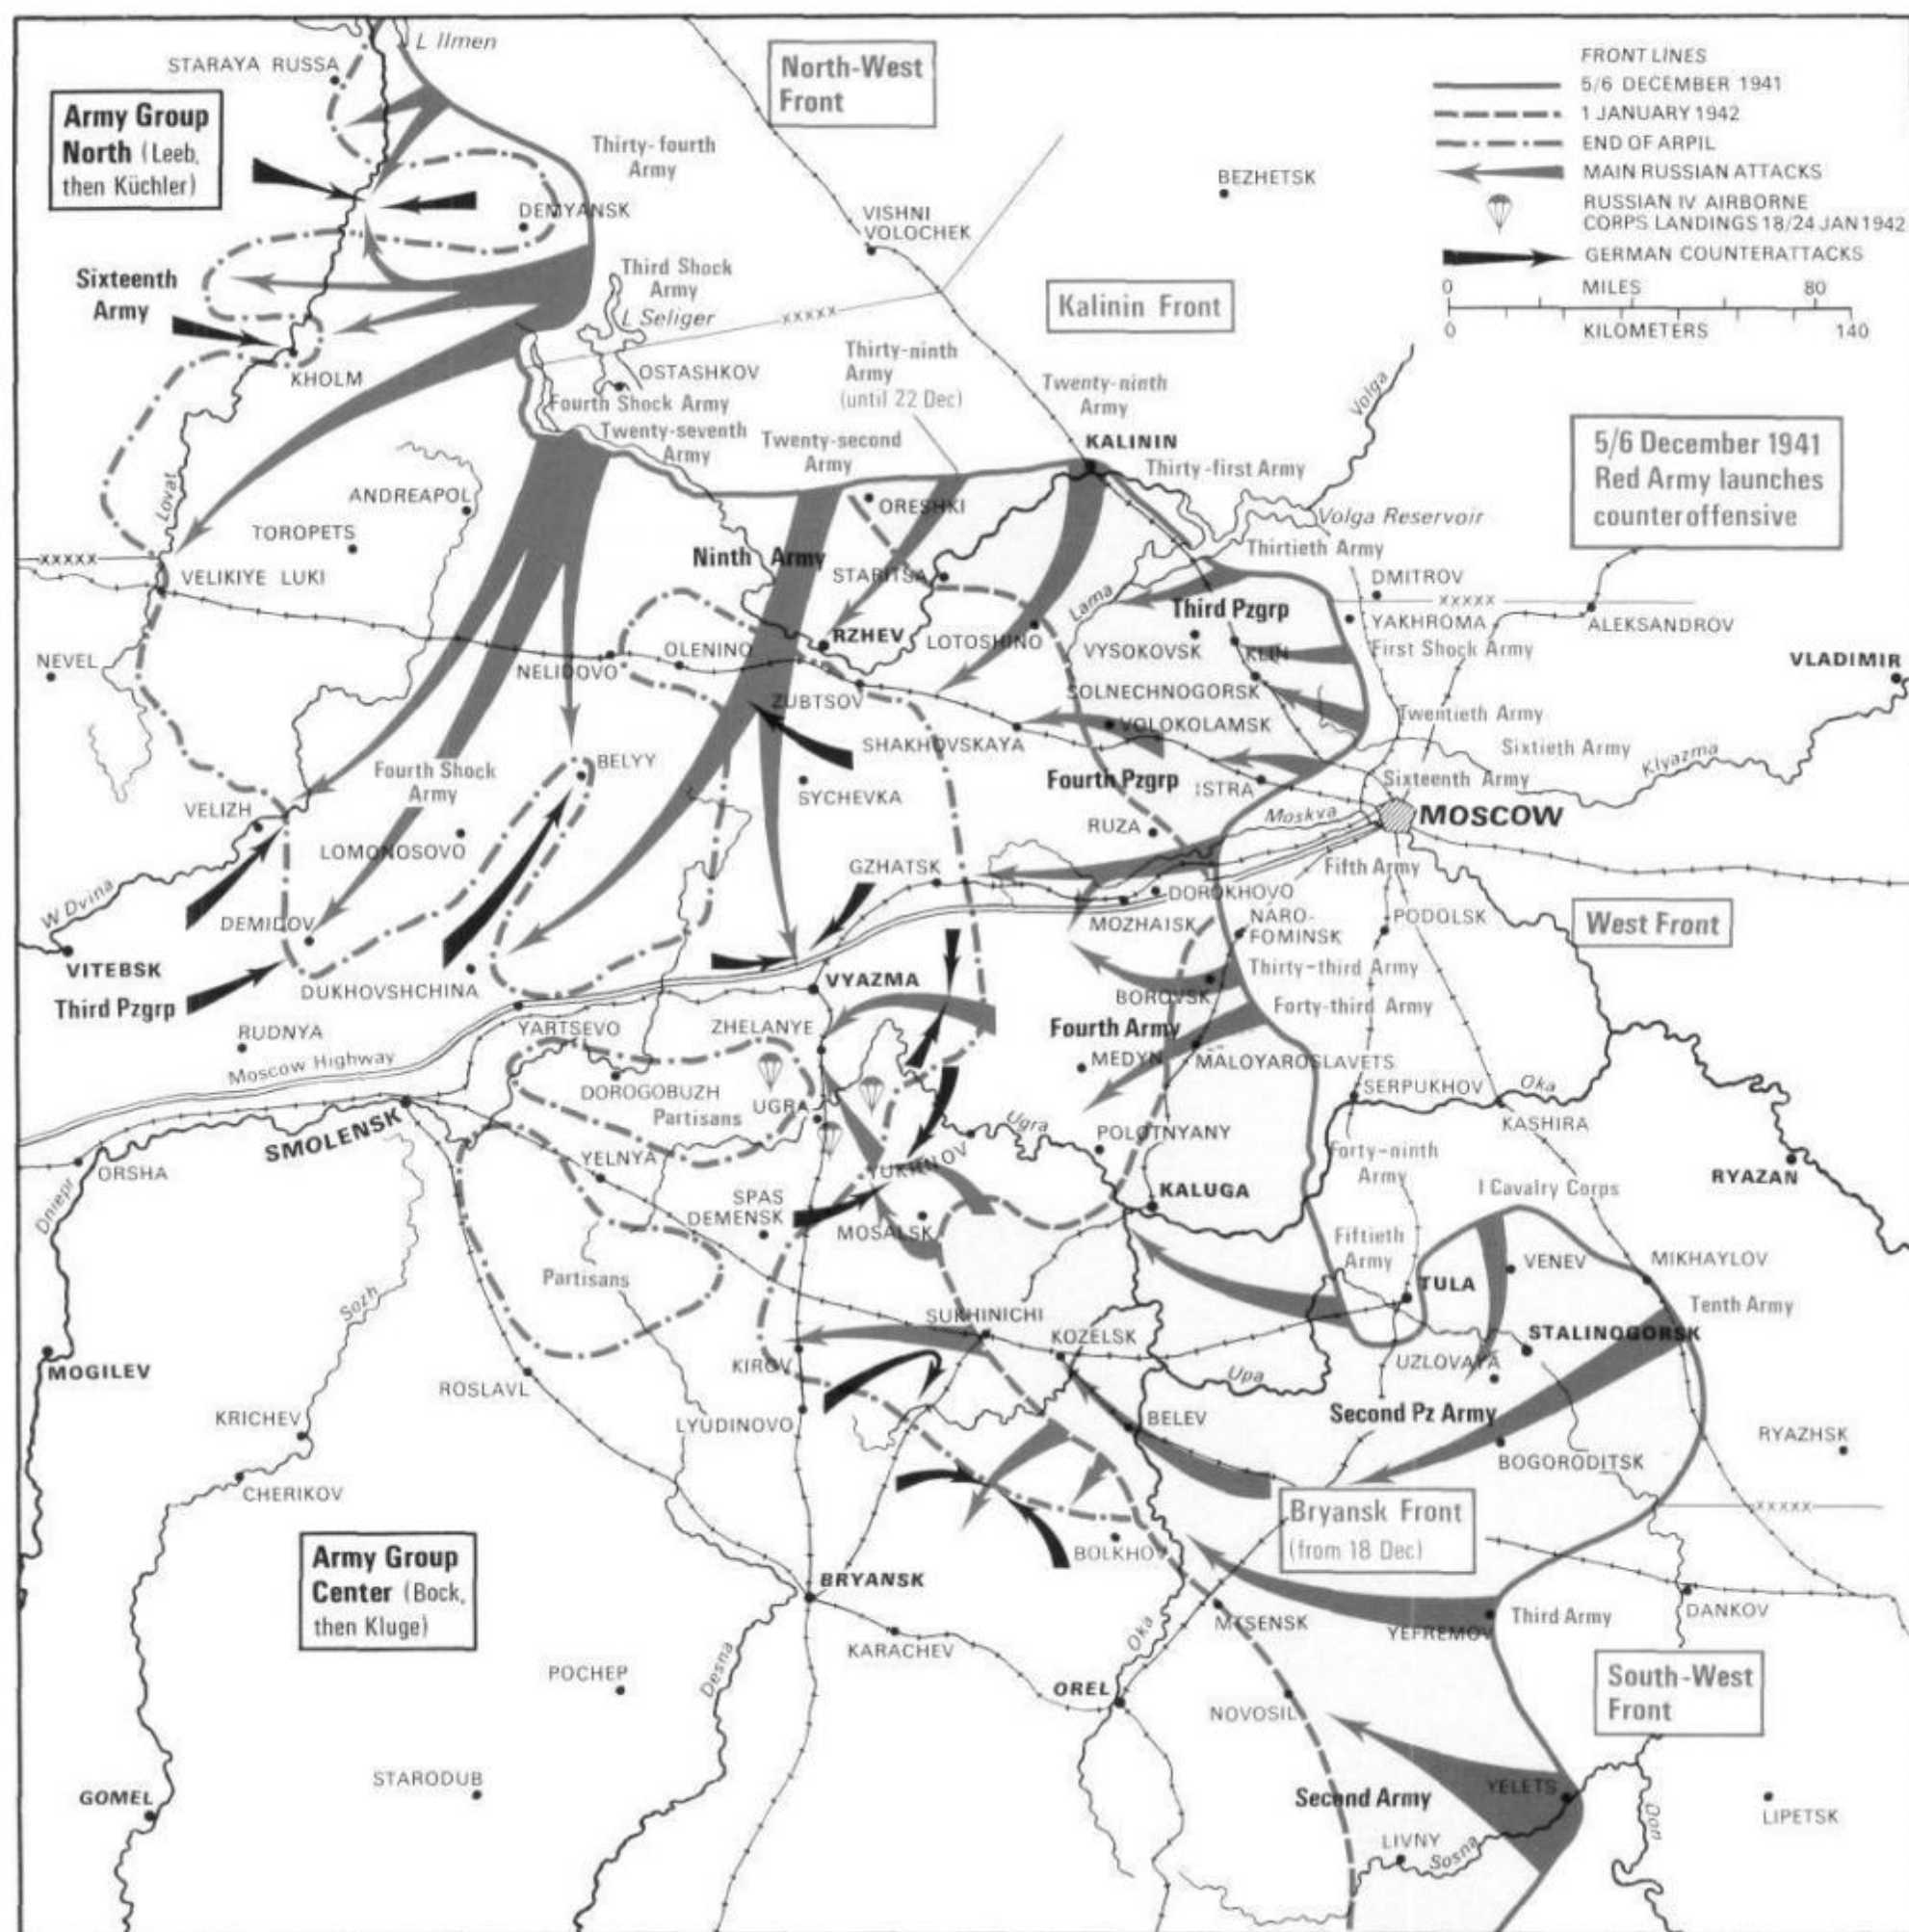 L Ilmen
STARAYA RUSSA
North-West
Front
FRONT LINES
5/6 DECEMBER 1941
1 JANUARY 1942
END OF ARPIL
MAIN RUSSIAN ATTACKS
RUSSIAN IV AIRBORNE
CORPS LANDINGS 18/24 JAN 1942
GERMAN COUNTERATTACKS
0 MILES 80
0 KILOMETERS 140
Army Group
North (Leeb,
then Küchler)
Thirty-fourth
Army
BEZHETSK
DEMYANSK
VISHNI
VOLOCHEK
Sixteenth
Army
Third Shock
Army
L Seliger
xxxxx
Kalinin Front
KHOLM
OSTASHKOV
Thirty-ninth
Army
(until 22 Dec)
Twenty-ninth
Army
Volga
Fourth Shock Army
Twenty-seventh
Army
Twenty-second
Army
KALININ
Thirty-first Army
5/6 December 1941
Red Army launches
counteroffensive
Lovat
ANDREAPOL
ORESHKI
Volga Reservoir
TOROPETS
Ninth Army
Thirtieth Army
xxxxx
VELIKIYE LUKI
STARITSA
DMITROV
xxxxx
Lama
Third Pzgrp
YAKHROMA
ALEKSANDROV
RZHEV
LOTOSHINO
VYSOKOVSK
KLIN
First Shock Army
NEVEL
OLENINO
NELIDOVO
VLADIMIR
ZUBTSOV
SOLNECHNOGORSK
Twentieth Army
VOLOKOLAMSK
SHAKHOVSKAYA
Sixtieth Army
Klyazma
BELYY
Fourth Shock
Army
Fourth Pzgrp
ISTRA
Sixteenth Army
SYCHEVKA
VELIZH
MOSCOW
Moskva
RUZA
LOMONOSOVO
GZHATSK
Fifth Army
W Dvina
DOROKHOVO
DEMIDOV
MOZHAISK
NARO-
FOMINSK
PODOLSK
West Front
VITEBSK
Thirty-third Army
Third Pzgrp
DUKHOVSHCHINA
VYAZMA
BOROVSK
Forty-third Army
RUDNYA
YARTSEVO
ZHELANYE
Fourth Army
Moscow Highway
MEDYN
MALOYAROSLAVETS
DOROGOBUZH
Partisans
UGRA
SERPUKHOV
Oka
KASHIRA
SMOLENSK
Ugra
POLOTNYANY
ORSHA
YELNYA
YUKHNOV
Forty-ninth
Army
RYAZAN
Dniepr
SPAS
DEMENSK
KALUGA
I Cavalry Corps
MOSALSK
Fiftieth
Army
VENEV
MIKHAYLOV
Partisans
TULA
Sozh
Tenth Army
SUKHINICHI
KOZELSK
STALINOGORSK
MOGILEV
KIROV
UZLOVAYA
Upa
ROSLAVL
KRICHEV
LYUDINOVO
BELEV
Second Pz Army
RYAZHSK
BOGORODITSK
CHERIKOV
xxxxx
Bryansk Front
(from 18 Dec)
Army Group
Center (Bock,
then Kluge)
BOLKHOV
BRYANSK
MTSENSK
YEFREMOV
Third Army
DANKOV
KARACHEV
Oka
POCHEP
Desna
OREL
South-West
Front
NOVOSIL
STARODUB
GOMEL
YELETS
Second Army
LIPETSK
Don
LIVNY
Sosna